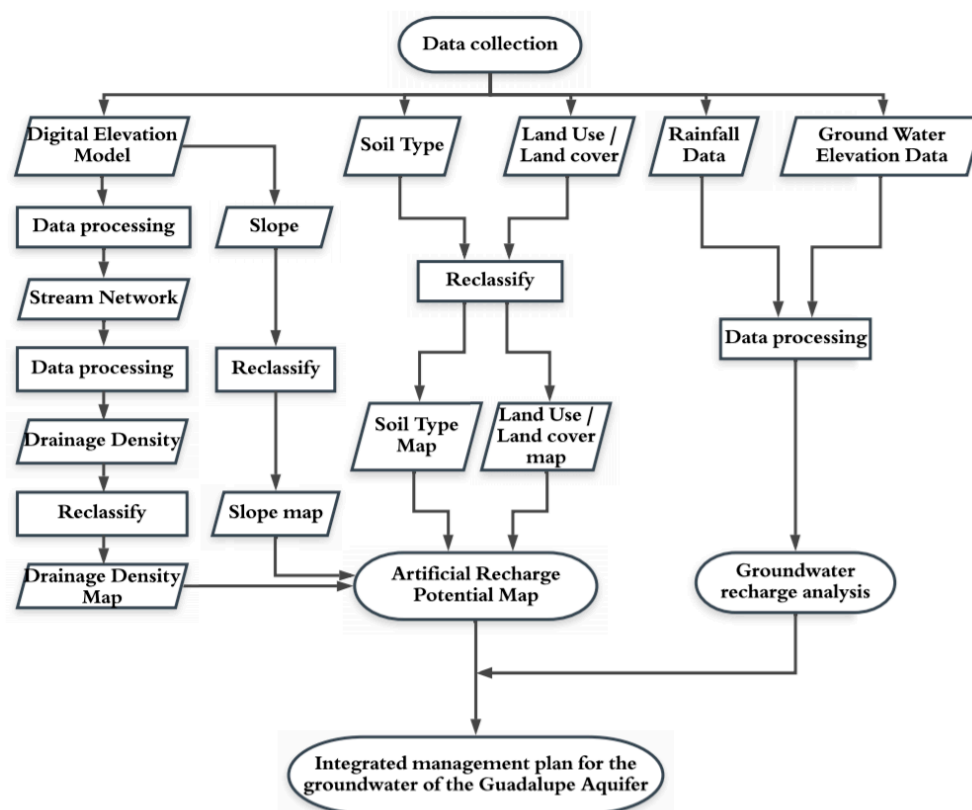 Data collection
Digital Elevation
Model
Soil Type
Land Use /
Land cover
Rainfall
Data
Ground Water
Elevation Data
Data processing
Slope
Reclassify
Stream Network
Data processing
Data processing
Reclassify
Soil Type
Map
Land Use /
Land cover
map
Drainage Density
Reclassify
Slope map
Drainage Density
Map
Artificial Recharge
Potential Map
Groundwater
recharge analysis
Integrated management plan for the
groundwater of the Guadalupe Aquifer